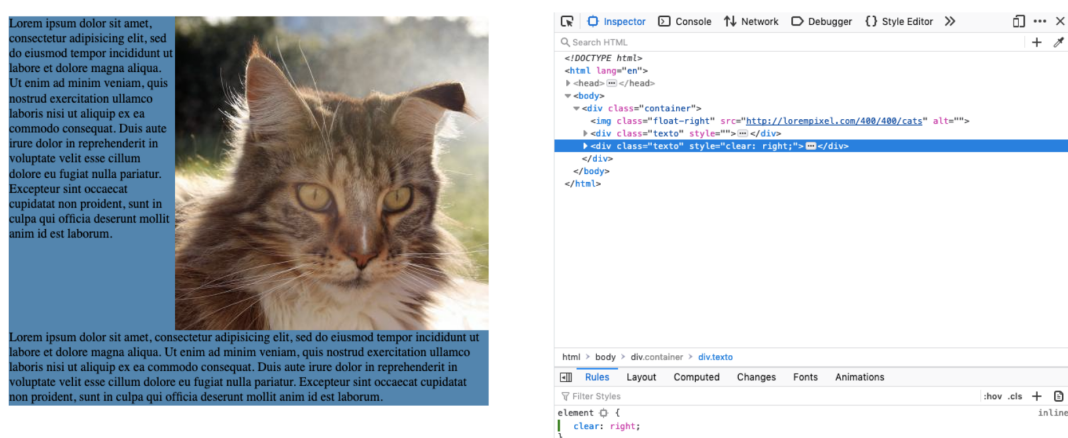 Lorem ipsum dolor sit amet,
consectetur adipisicing elit, sed
do eiusmod tempor incididunt ut
labore et dolore magna aliqua.
Ut enim ad minim veniam, quis
nostrud exercitation ullamco
laboris nisi ut aliquip ex ea
commodo consequat. Duis aute
irure dolor in reprehenderit in
voluptate velit esse cillum
dolore eu fugiat nulla pariatur.
Excepteur sint occaecat
cupidatat non proident, sunt in
culpa qui officia deserunt mollit
anim id est laborum.
Lorem ipsum dolor sit amet, consectetur adipisicing elit, sed do eiusmod tempor incididunt ut
labore et dolore magna aliqua. Ut enim ad minim veniam, quis nostrud exercitation ullamco
laboris nisi ut aliquip ex ea commodo consequat. Duis aute irure dolor in reprehenderit in
voluptate velit esse cillum dolore eu fugiat nulla pariatur. Excepteur sint occaecat cupidatat
non proident, sunt in culpa qui officia deserunt mollit anim id est laborum.
Inspector Console Network Debugger {} Style Editor
Search HTML
<!DOCTYPE html>
<html lang="en">
<head>···</head>
<body>
<div class="container">
<img class="float-right" src="http://lorempixel.com/400/400/cats" alt="">
<div class="texto" style="">···</div>
<div class="texto" style="clear: right;">···</div>
</div>
</body>
</html>
html > body > div.container > div.texto
Rules Layout Computed Changes Fonts Animations
Filter Styles :hov .cls
element { inline
clear: right;
}